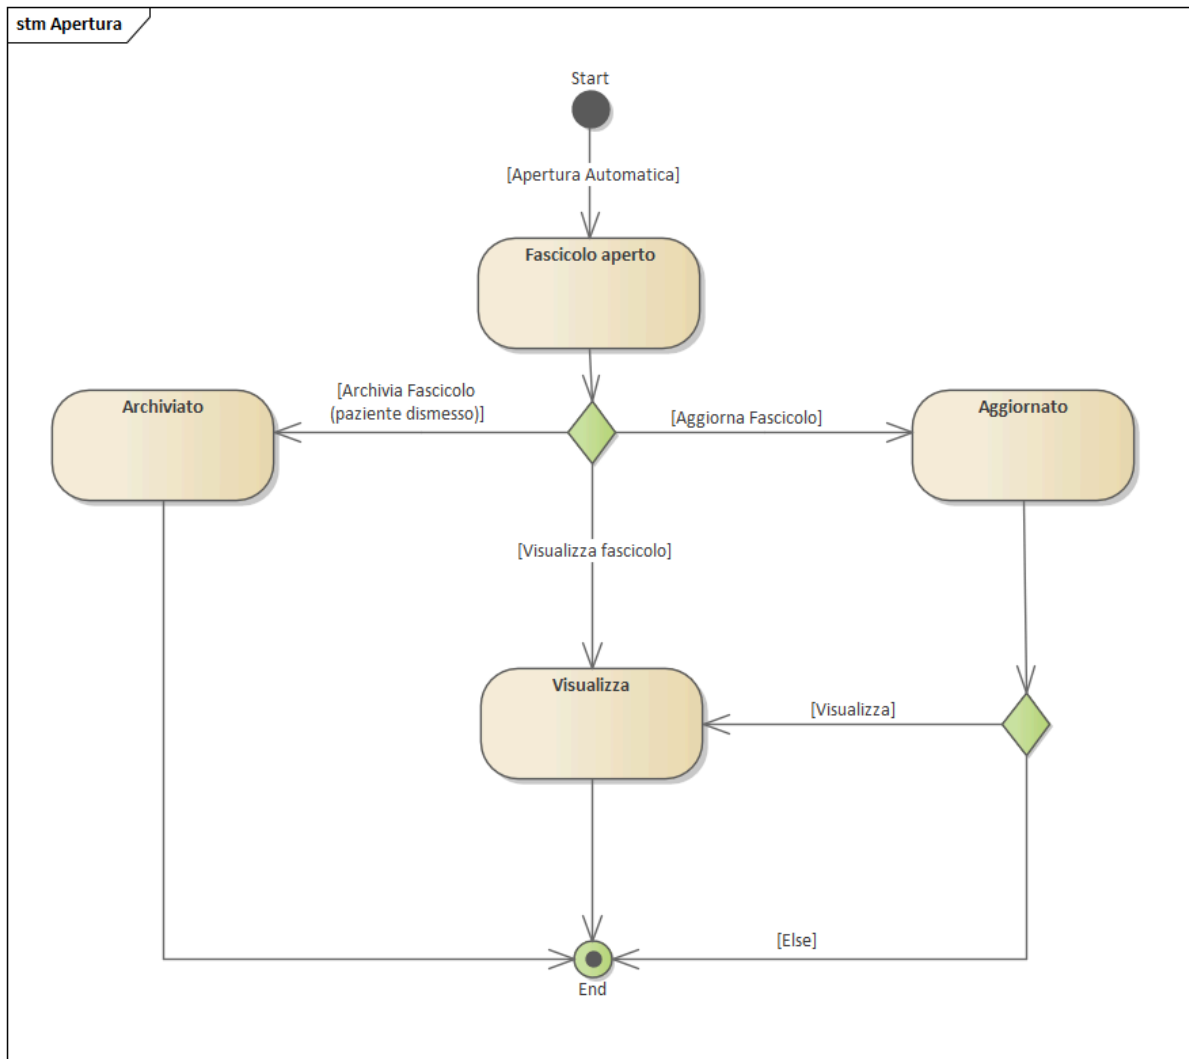 stm Apertura
Start
[Apertura Automatica]
Fascicolo aperto
[Archivia Fascicolo
(paziente dismesso)]
Archiviato
[Aggiorna Fascicolo]
Aggiornato
[Visualizza fascicolo]
Visualizza
[Visualizza]
[Else]
End